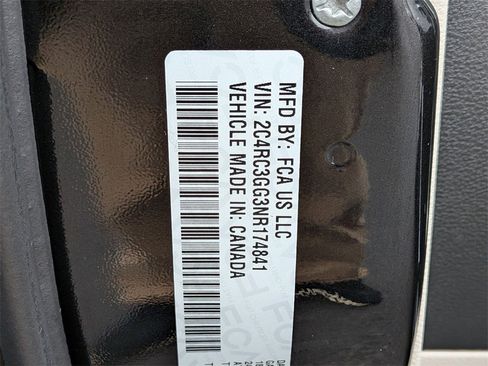 MFD BY: FCA US LLC
VIN: 2C4RC3GG3NR174841
VEHICLE MADE IN: CANADA